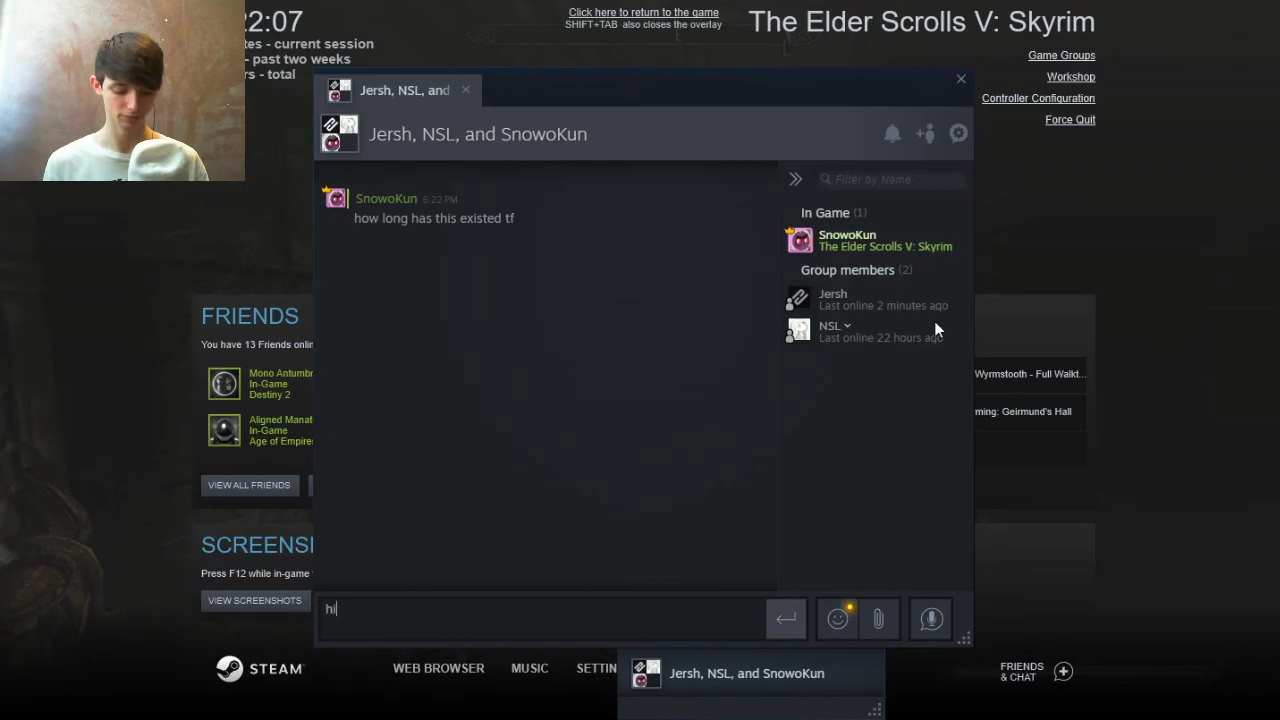 22:07
Click here to return to the game
SHIFT+TAB also closes the overlay
The Elder Scrolls V: Skyrim
tes - current session
- past two weeks
rs - total
Game Groups
Workshop
Controller Configuration
Force Quit
Jersh, NSL, and
Jersh, NSL, and SnowoKun
SnowoKun 6:22 PM
how long has this existed tf
Filter by Name
In Game (1)
SnowoKun
The Elder Scrolls V: Skyrim
Group members (2)
Jersh
Last online 2 minutes ago
NSL
Last online 22 hours ago
FRIENDS
You have 13 Friends onlin
Mono Antumbr
In-Game
Destiny 2
Aligned Manat
In-Game
Age of Empires
VIEW ALL FRIENDS
Wyrmstooth - Full Walkt...
ming: Geirmund's Hall
SCREENS
Press F12 while in-game
VIEW SCREENSHOTS
hi
STEAM
WEB BROWSER
MUSIC
SETTIN
Jersh, NSL, and SnowoKun
FRIENDS
& CHAT